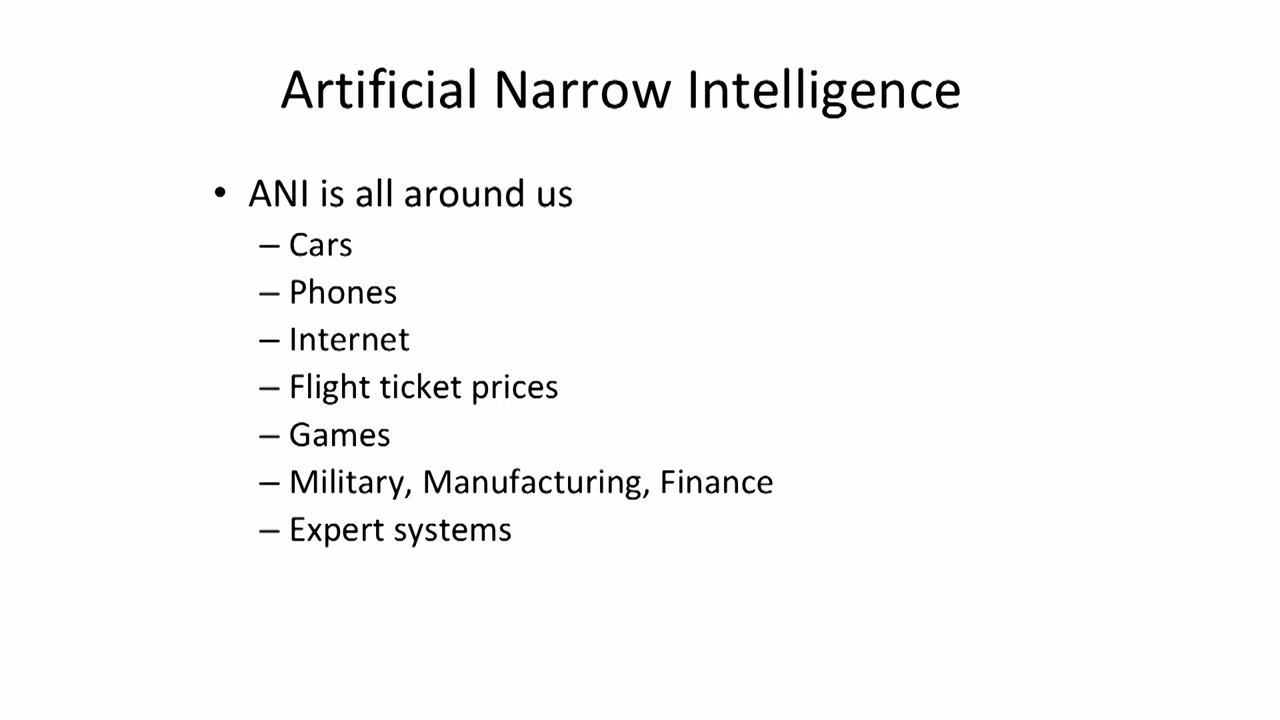 Artificial Narrow Intelligence
• ANI is all around us
– Cars
– Phones
– Internet
– Flight ticket prices
– Games
– Military, Manufacturing, Finance
– Expert systems